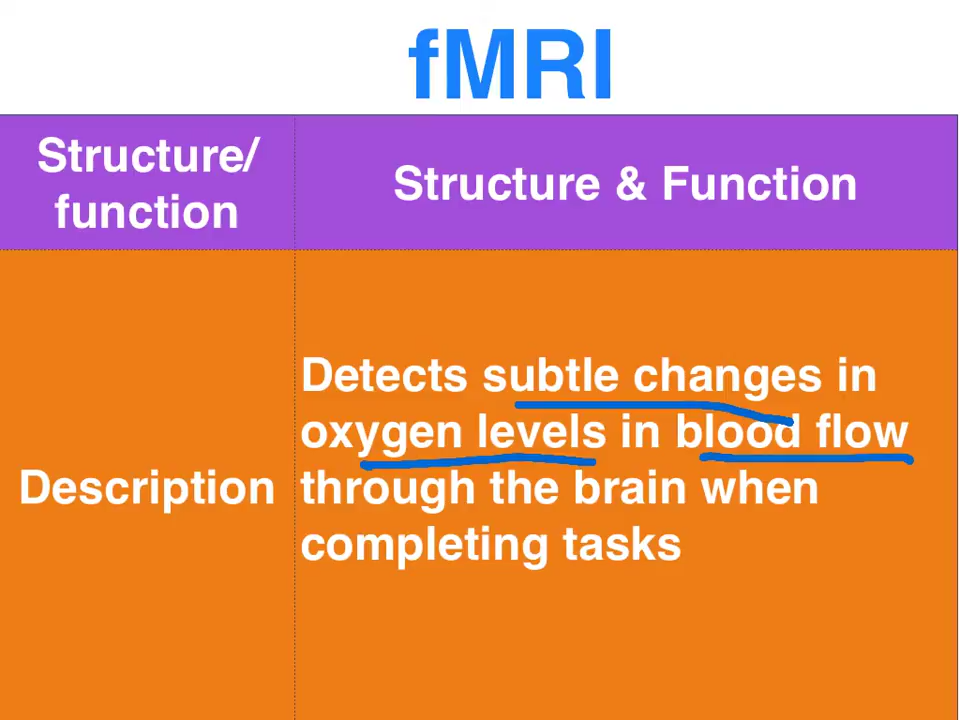 fMRI
Structure/
function
Structure & Function
Description
Detects subtle changes in
oxygen levels in blood flow
through the brain when
completing tasks